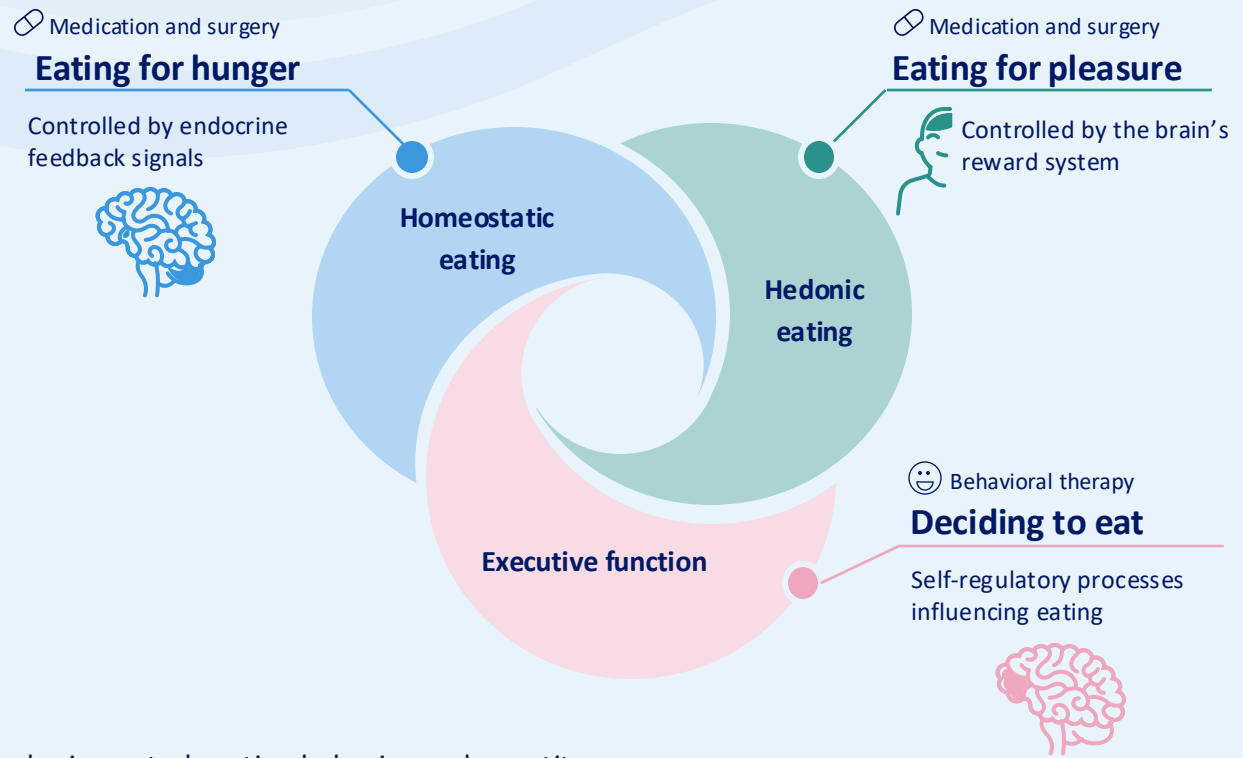 Medication and surgery
Eating for hunger
Controlled by endocrine
feedback signals
Medication and surgery
Eating for pleasure
Controlled by the brain's
reward system
Homeostatic
eating
Hedonic
eating
Executive function
Behavioral therapy
Deciding to eat
Self-regulatory processes
influencing eating